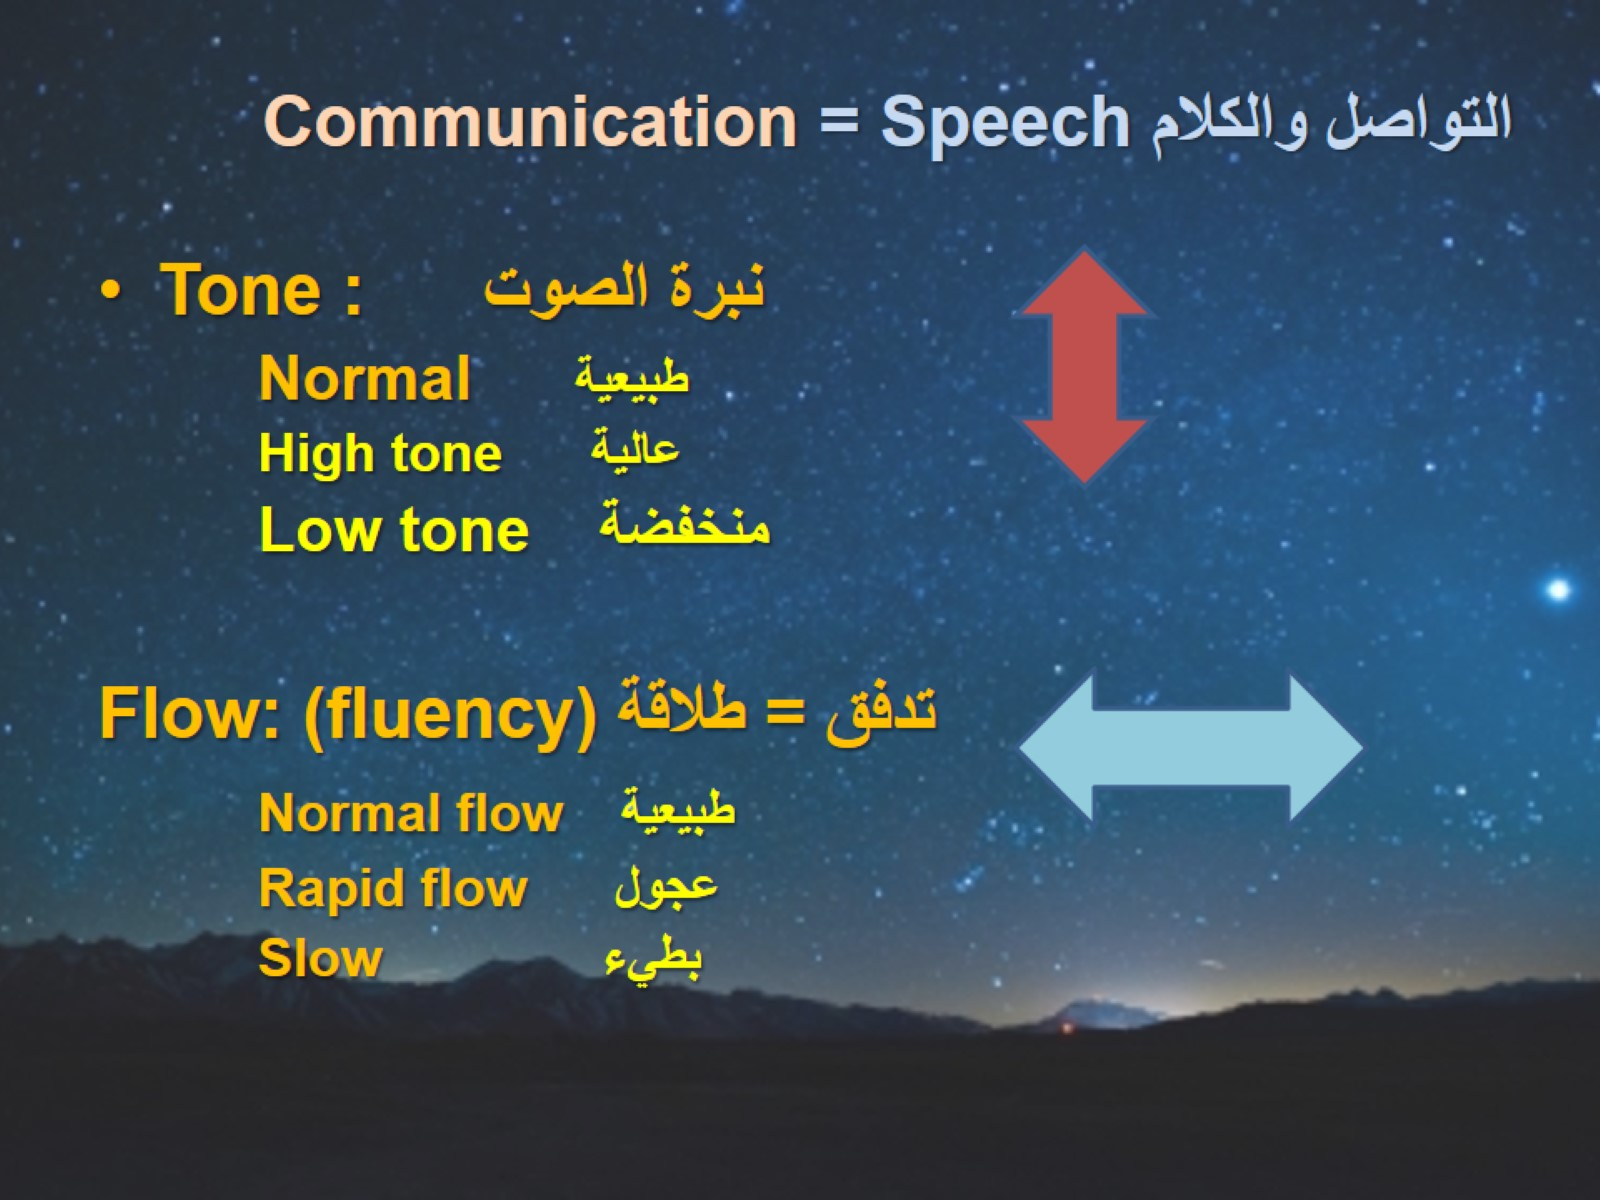 Communication = Speech التواصل والكلام
• Tone : نبرة الصوت
Normal طبيعية
High tone عالية
Low tone منخفضة
Flow: (fluency) تدفق = طلاقة
Normal flow طبيعية
Rapid flow عجول
Slow بطيء